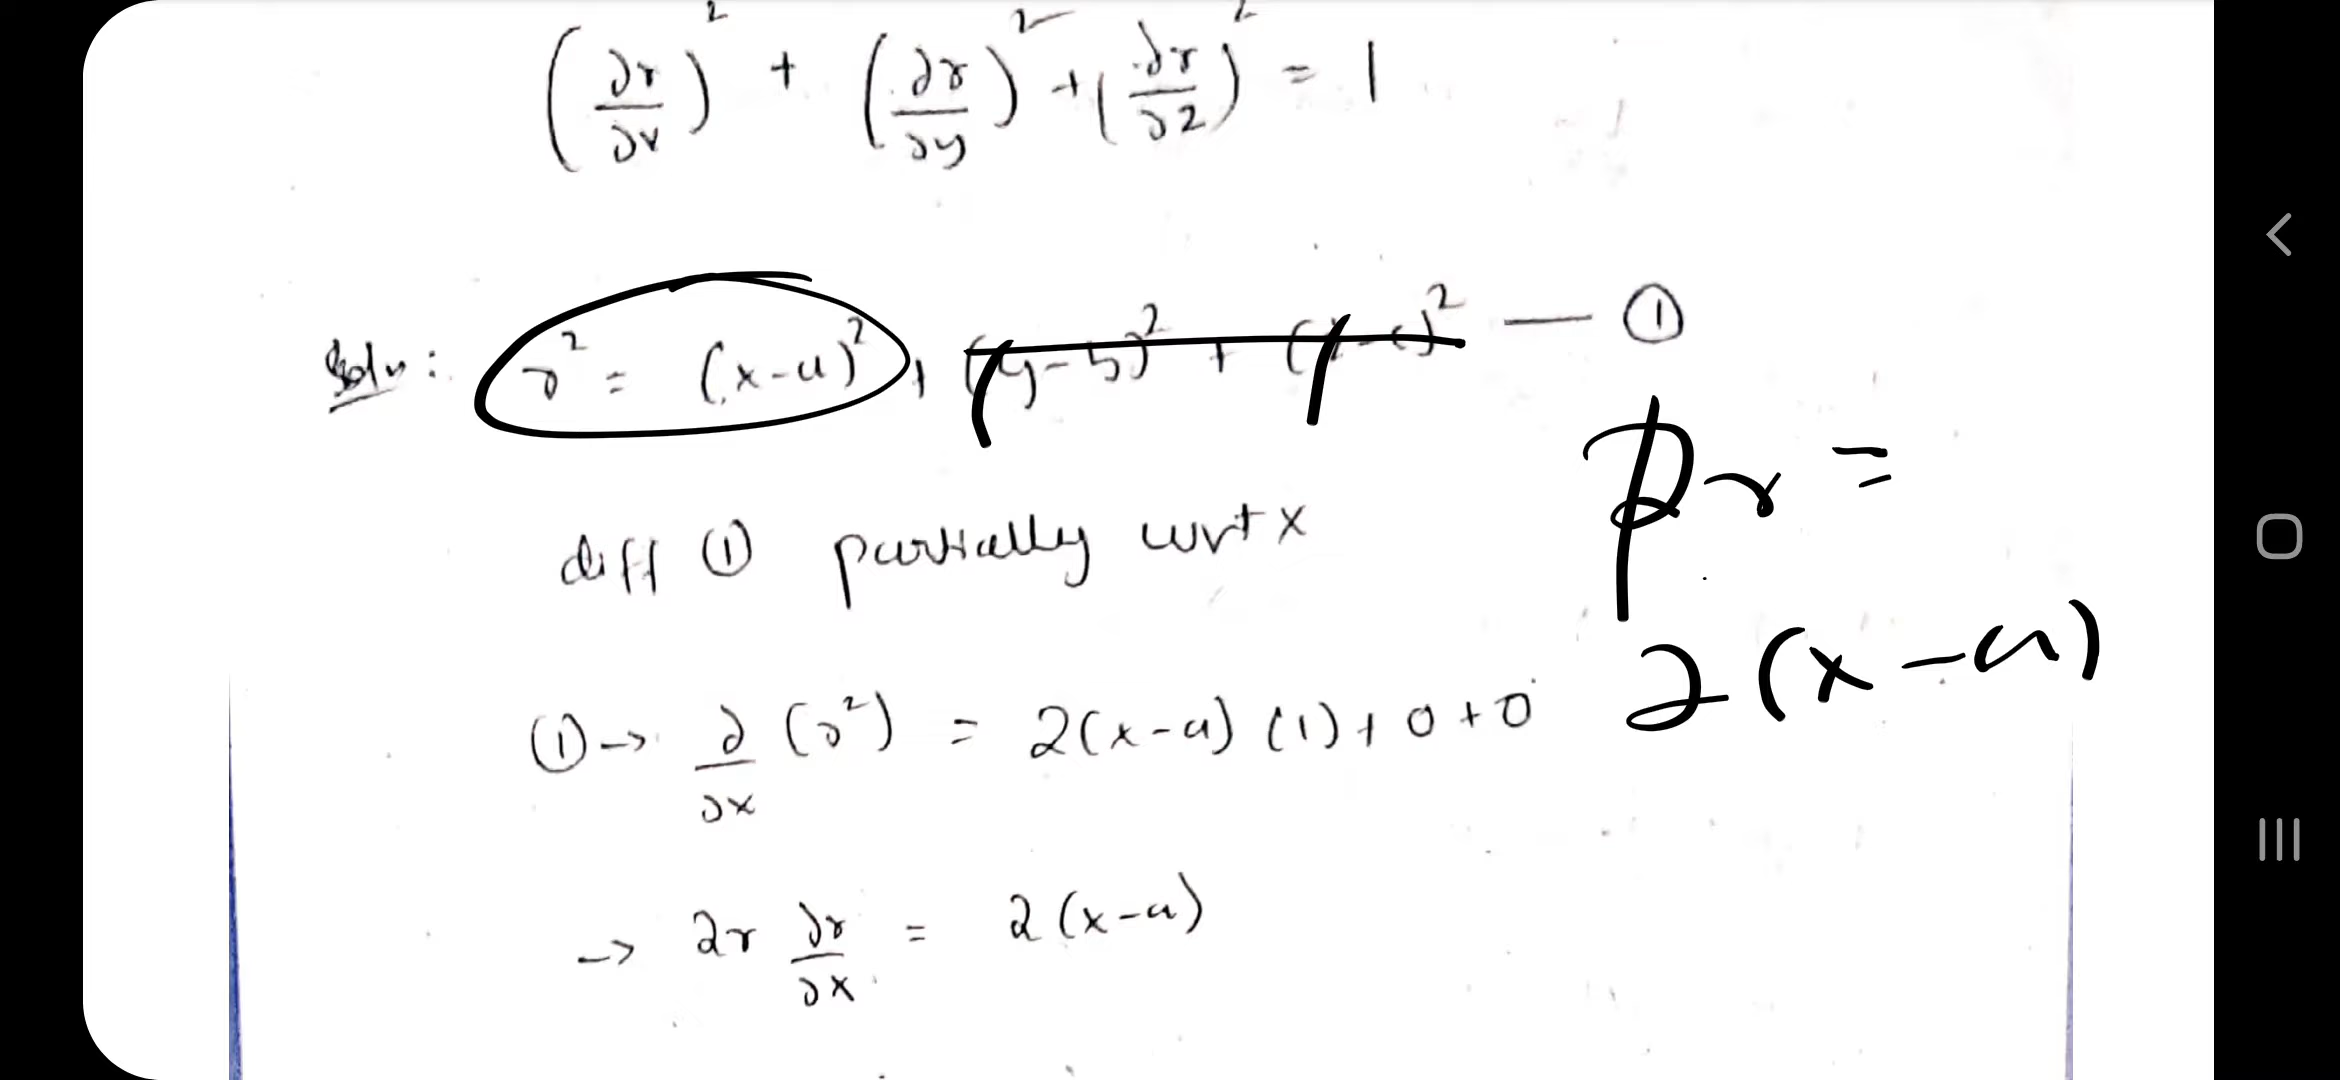 (∂r/∂x)² + (∂r/∂y)² + (∂r/∂z)² = 1
Soln: r² = (x-a)² + (y-b)² + (z-c)² — ①
2r =
diff ① partially wrt x
2(x-a)
① -> ∂/∂x (r²) = 2(x-a) (1) + 0 + 0
-> 2r ∂r/∂x = 2(x-a)